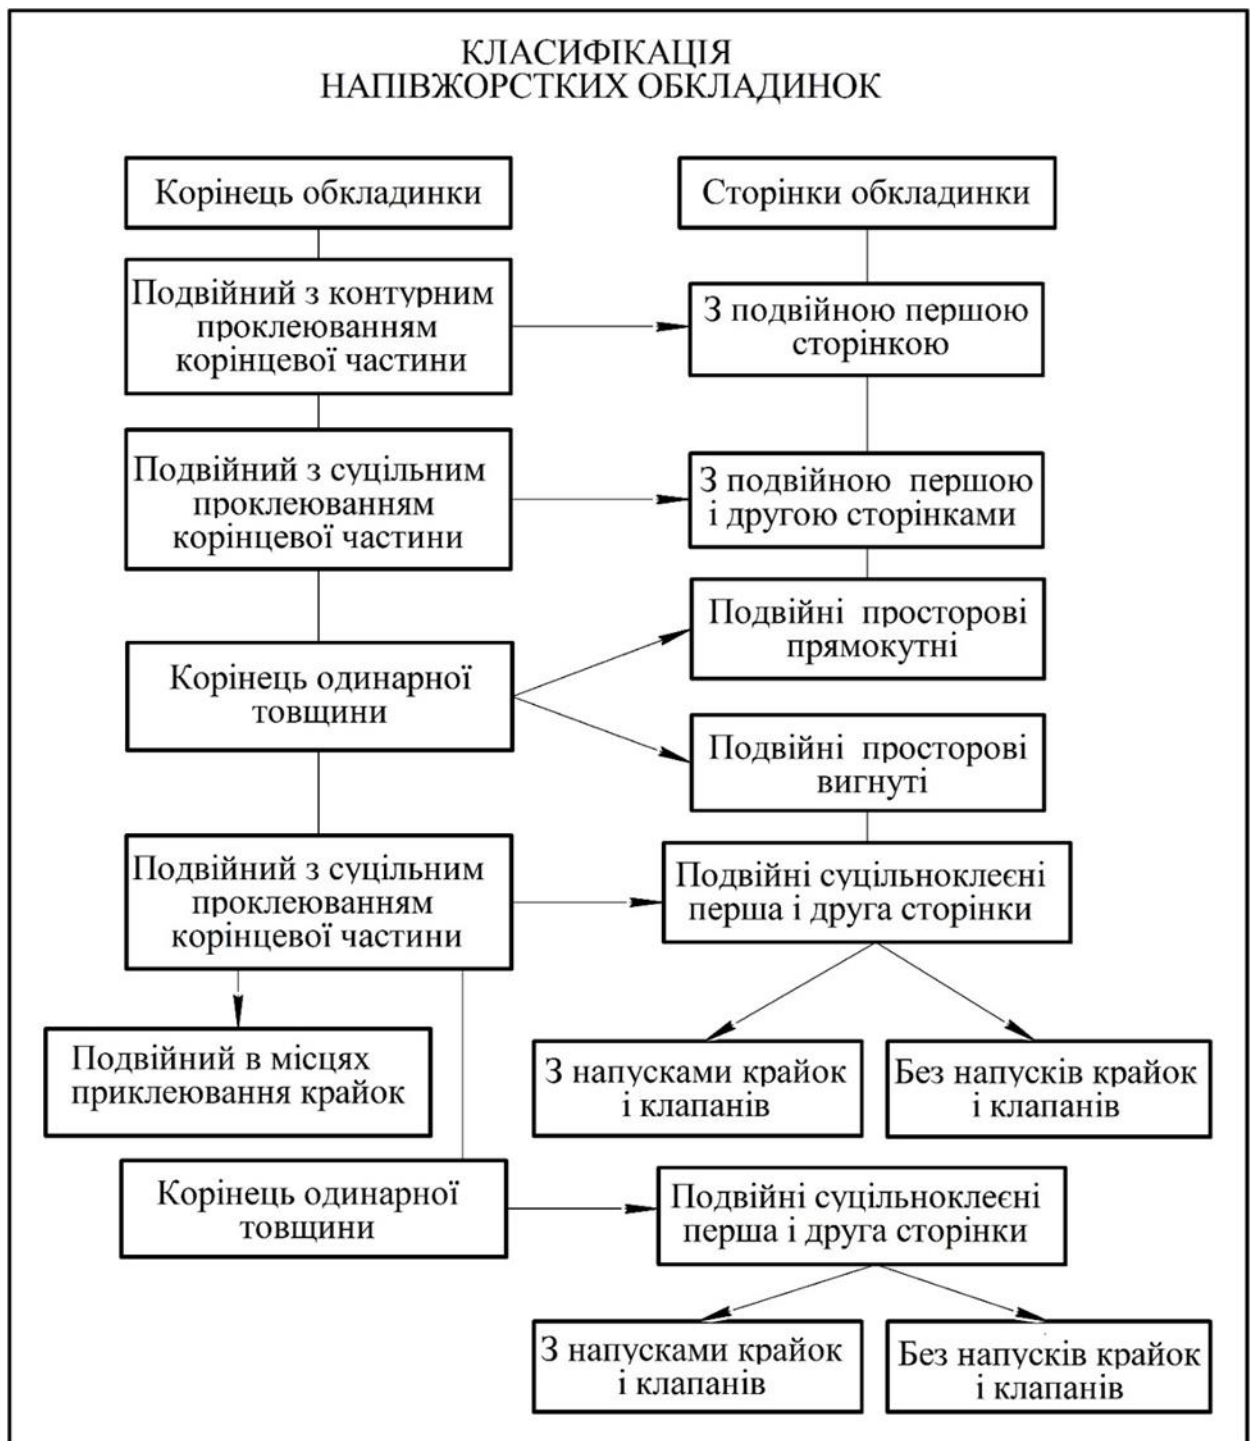 КЛАСИФІКАЦІЯ
НАПІВЖОРСТКИХ ОБКЛАДИНОК
Корінець обкладинки
Сторінки обкладинки
Подвійний з контурним
проклеюванням
корінцевої частини
З подвійною першою
сторінкою
Подвійний з суцільним
проклеюванням
корінцевої частини
З подвійною першою
і другою сторінками
Подвійні просторові
прямокутні
Корінець одинарної
товщини
Подвійні просторові
вигнуті
Подвійний з суцільним
проклеюванням
корінцевої частини
Подвійні суцільноклеєні
перша і друга сторінки
Подвійний в місцях
приклеювання крайок
З напусками крайок
і клапанів
Без напусків крайок
і клапанів
Корінець одинарної
товщини
Подвійні суцільноклеєні
перша і друга сторінки
З напусками крайок
і клапанів
Без напусків крайок
і клапанів